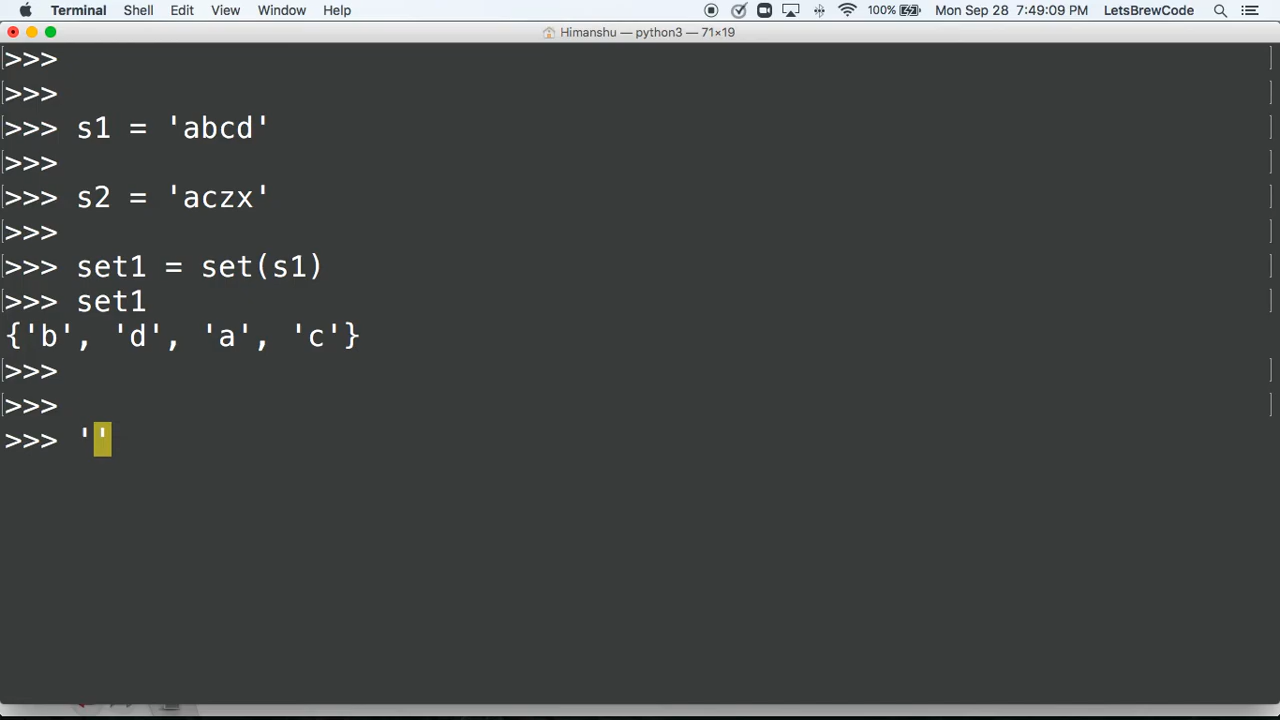 Terminal Shell Edit View Window Help 100% Mon Sep 28 7:49:09 PM LetsBrewCode
Himanshu — python3 — 71×19
>>>
>>>
>>> s1 = 'abcd'
>>>
>>> s2 = 'aczx'
>>>
>>> set1 = set(s1)
>>> set1
{'b', 'd', 'a', 'c'}
>>>
>>>
>>> ''